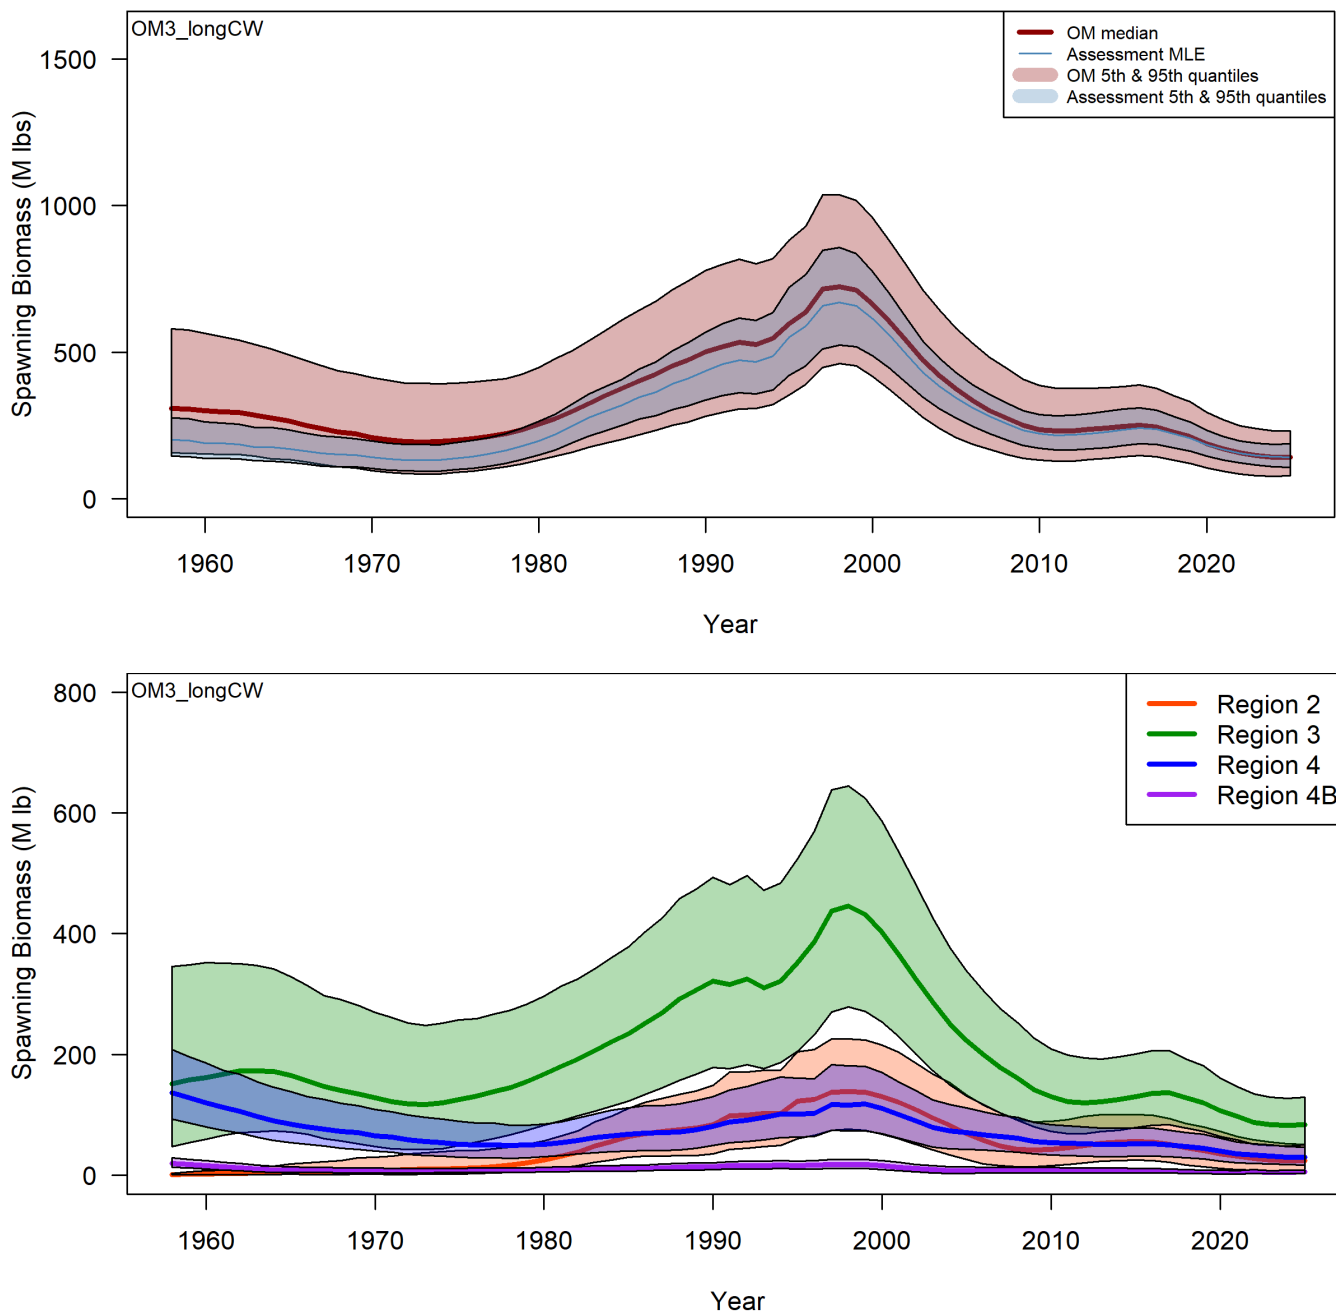 OM3_longCW
OM median
Assessment MLE
OM 5th & 95th quantiles
Assessment 5th & 95th quantiles
Spawning Biomass (M lbs)
1500
1000
500
0
1960 1970 1980 1990 2000 2010 2020
Year
OM3_longCW
Region 2
Region 3
Region 4
Region 4B
Spawning Biomass (M lb)
800
600
400
200
0
1960 1970 1980 1990 2000 2010 2020
Year